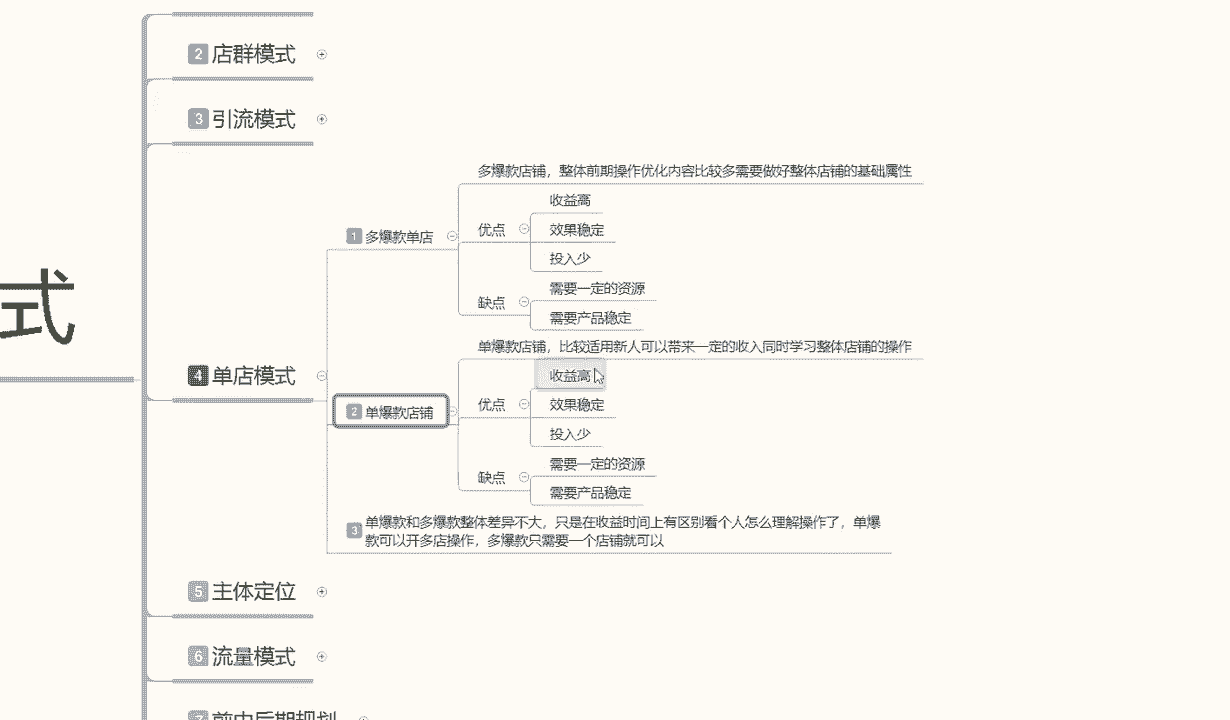 2 店群模式
3 引流模式
多爆款店铺，整体前期操作优化内容比较多需要做好整体店铺的基础属性
收益高
1 多爆款单店
优点
效果稳定
投入少
需要一定的资源
缺点
需要产品稳定
式
单爆款店铺，比较适用新人可以带来一定的收入同时学习整体店铺的操作
4 单店模式
收益高
2 单爆款店铺
优点
效果稳定
投入少
需要一定的资源
缺点
需要产品稳定
3 单爆款和多爆款整体差异不大，只是在收益时间上有区别看个人怎么理解操作了，单爆
款可以开多店操作，多爆款只需要一个店铺就可以
5 主体定位
6 流量模式
7 前中后期规划